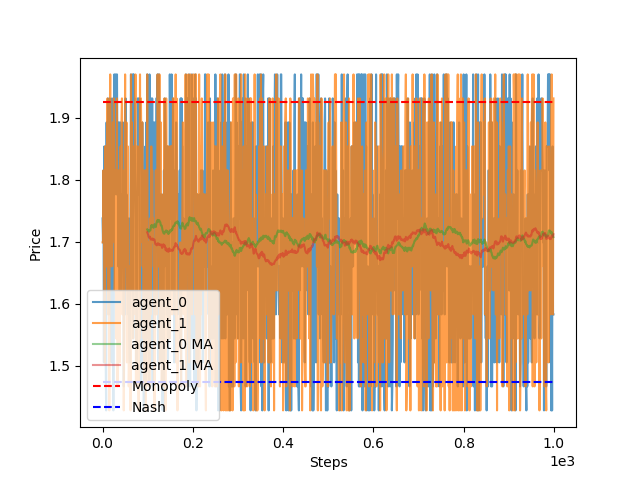 Price
1.9
1.8
1.7
1.6
1.5
agent_0
agent_1
agent_0 MA
agent_1 MA
Monopoly
Nash
0.0 0.2 0.4 0.6 0.8 1.0
Steps
1e3